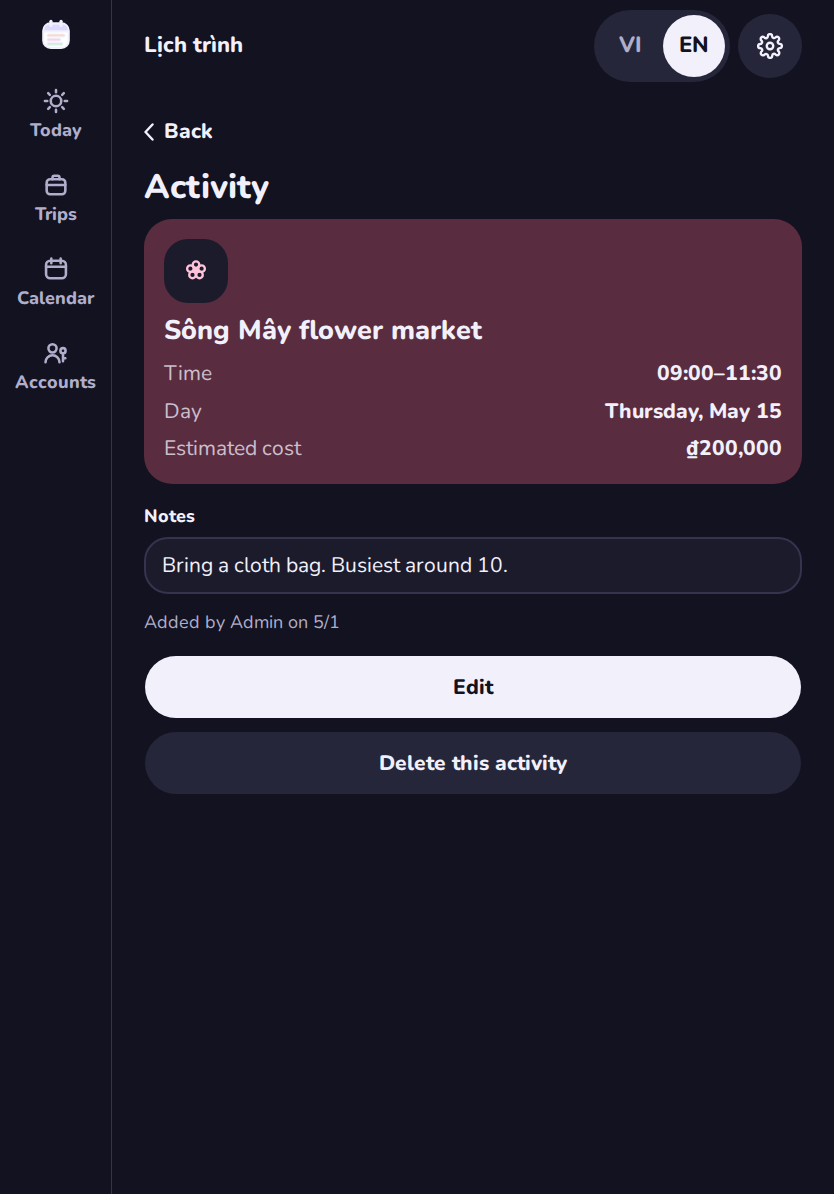 Lịch trình
VI
EN
Today
Trips
Calendar
Accounts
Back
Activity
Sông Mây flower market
Time
09:00–11:30
Day
Thursday, May 15
Estimated cost
₫200,000
Notes
Bring a cloth bag. Busiest around 10.
Added by Admin on 5/1
Edit
Delete this activity